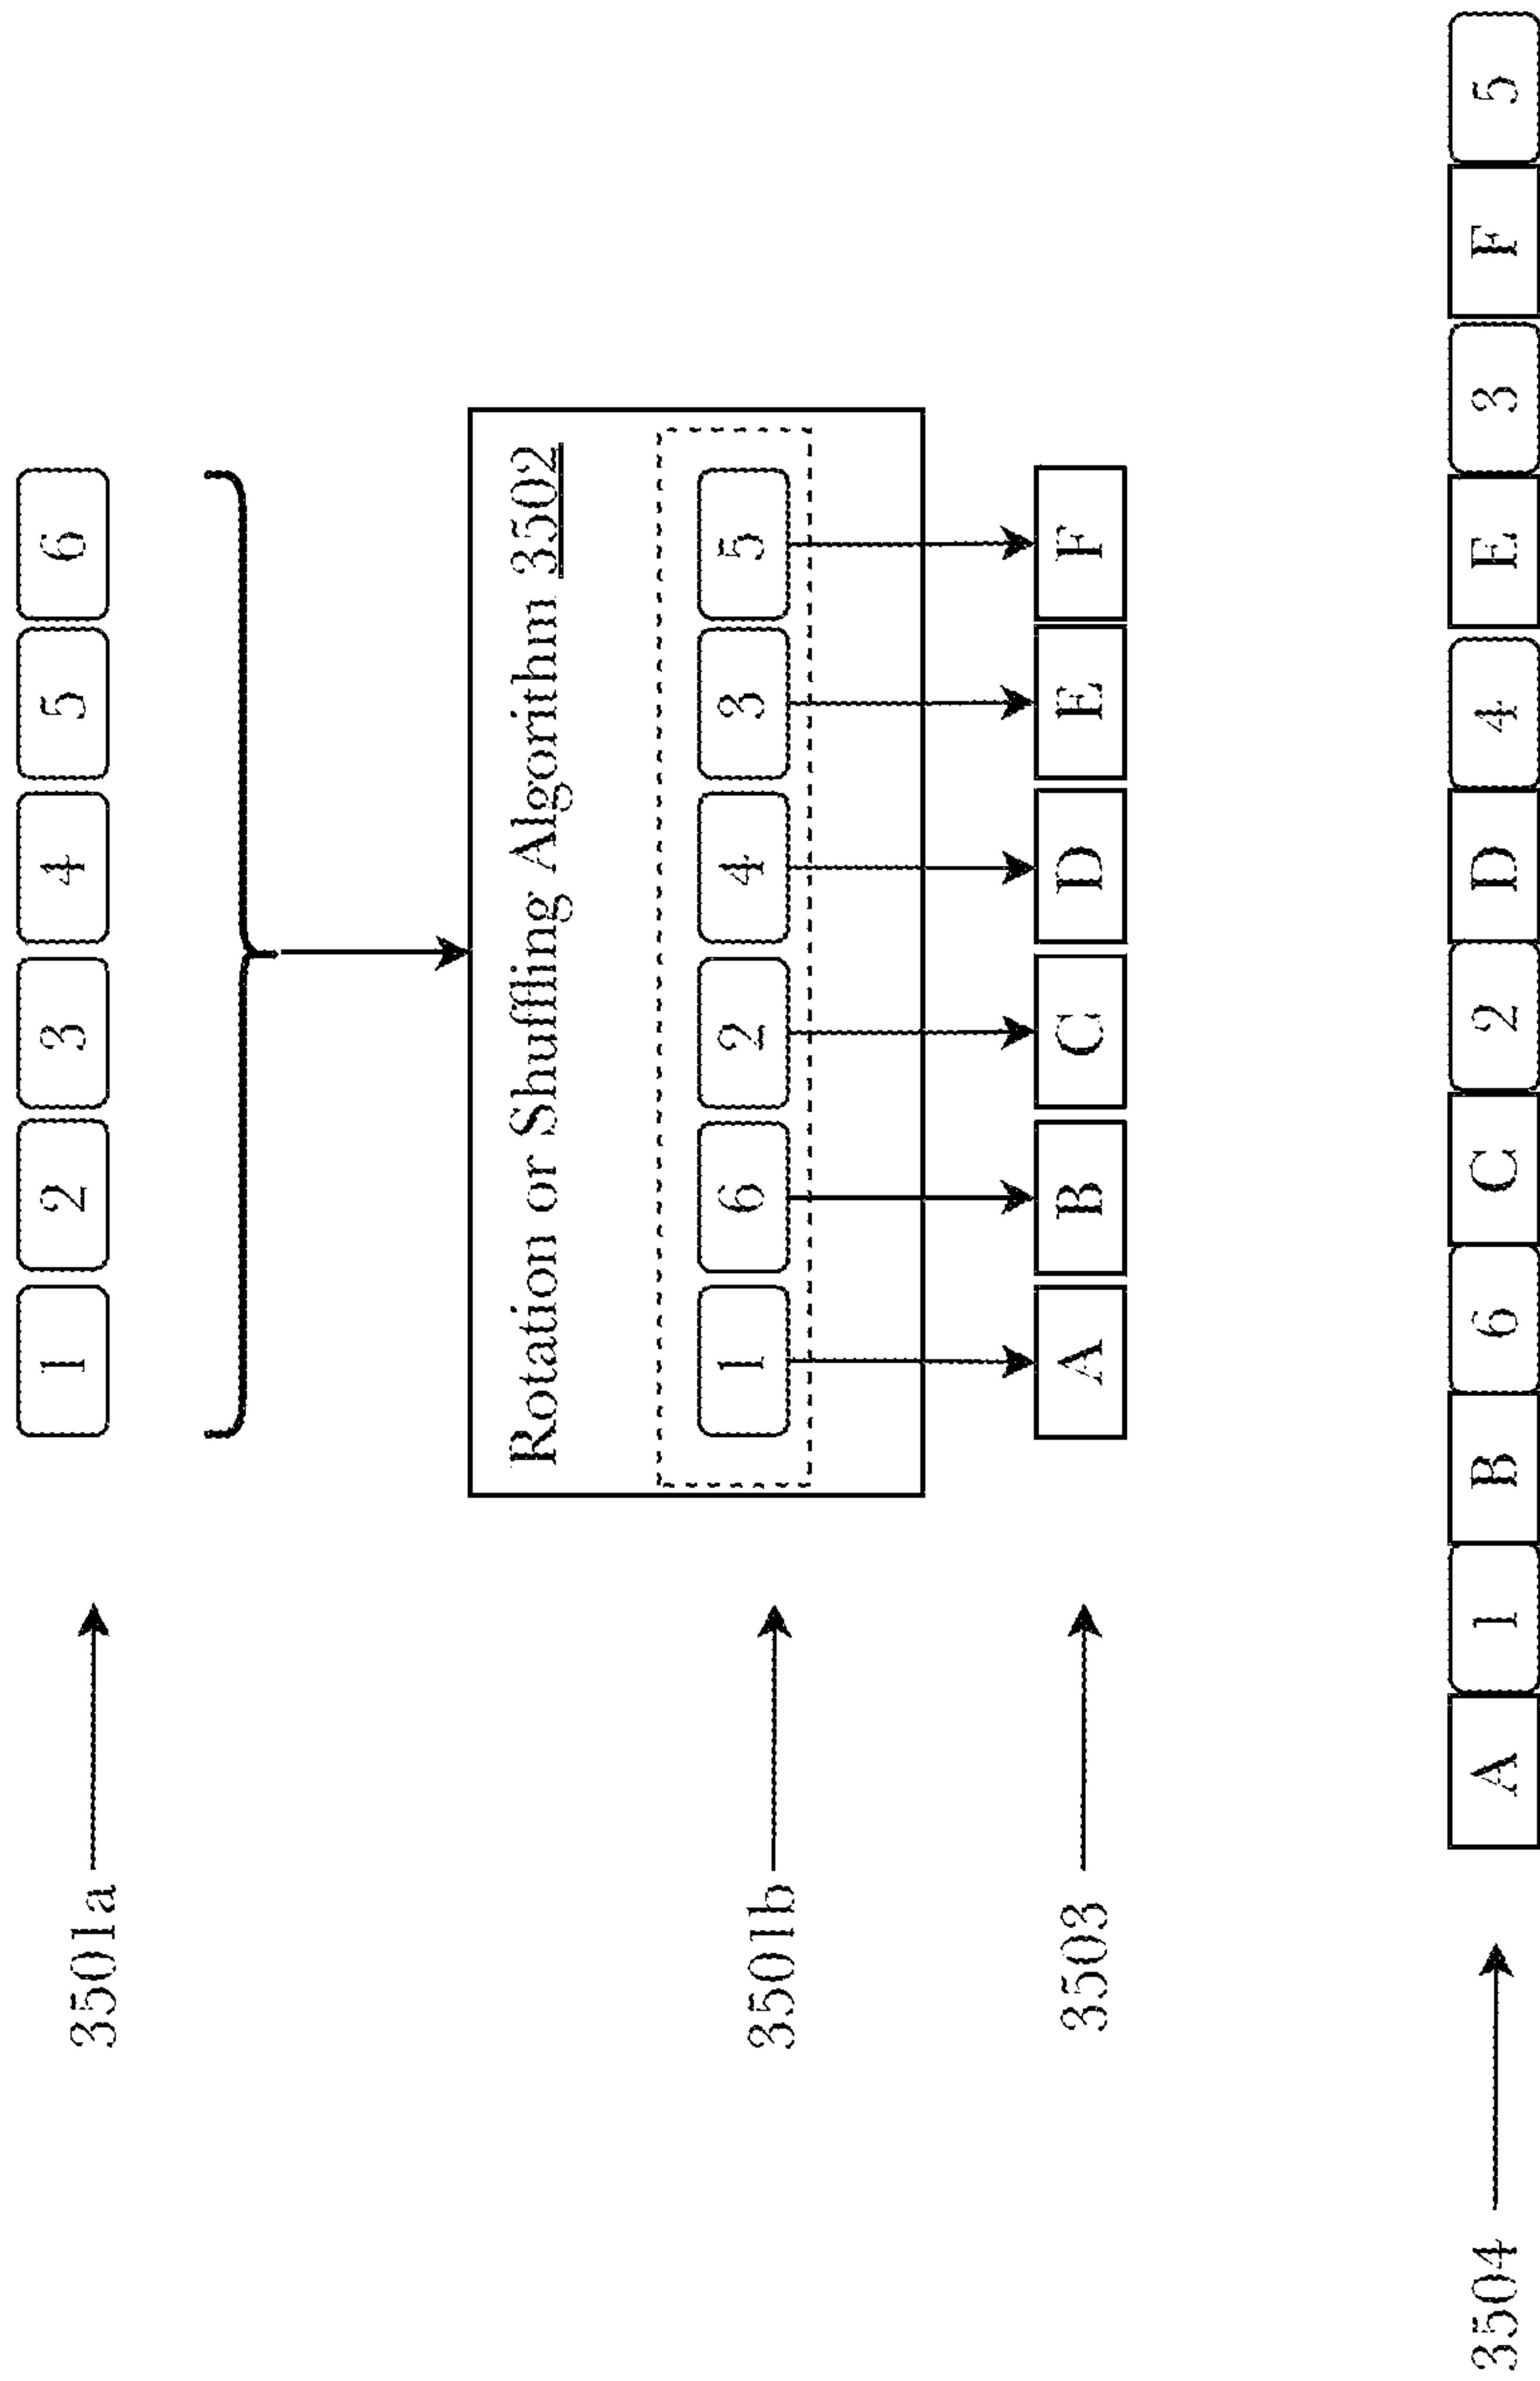 3501a 1 2 3 4 5 6
Rotation or Shuffling Algorithm 3502
3501b 1 6 2 4 3 5
3503 A B C D E F
3504 A 1 B 6 C 2 D 4 E 3 F 5